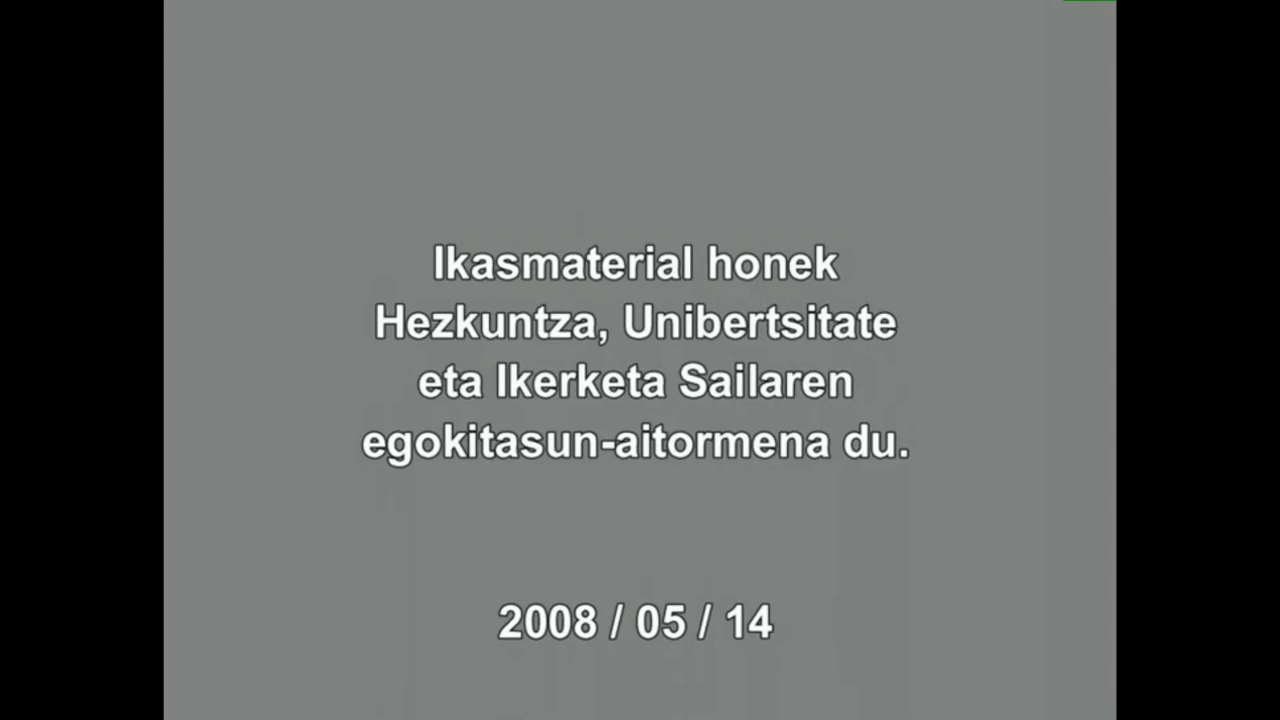 Ikasmaterial honek
Hezkuntza, Unibertsitate
eta Ikerketa Sailaren
egokitasun-aitormena du.
2008 / 05 / 14